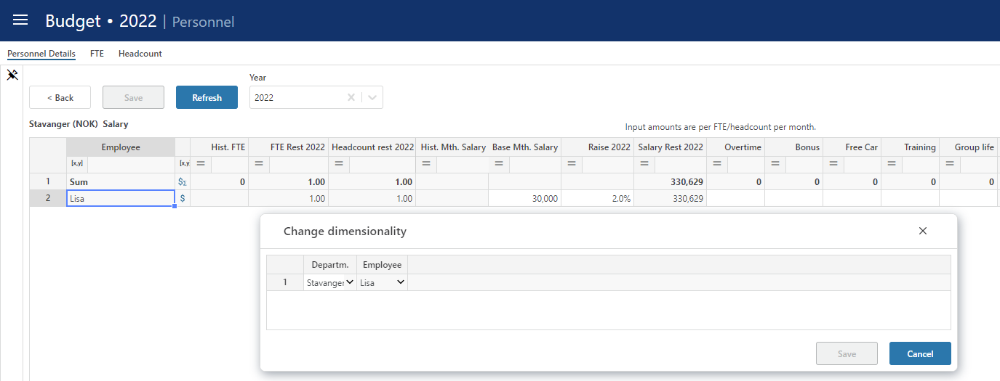 Budget • 2022 | Personnel
Personnel Details FTE Headcount
Year
< Back Save Refresh 2022
Stavanger (NOK) Salary
Input amounts are per FTE/headcount per month.
Employee Hist. FTE FTE Rest 2022 Headcount rest 2022 Hist. Mth. Salary Base Mth. Salary Raise 2022 Salary Rest 2022 Overtime Bonus Free Car Training Group life
[x,y] [x,y = = = = = = = = = = = =
1 Sum $Σ 0 1.00 1.00 330,629 0 0 0 0 0
2 Lisa $ 1.00 1.00 30,000 2.0% 330,629
Change dimensionality
Departm. Employee
1 Stavanger Lisa
Save Cancel